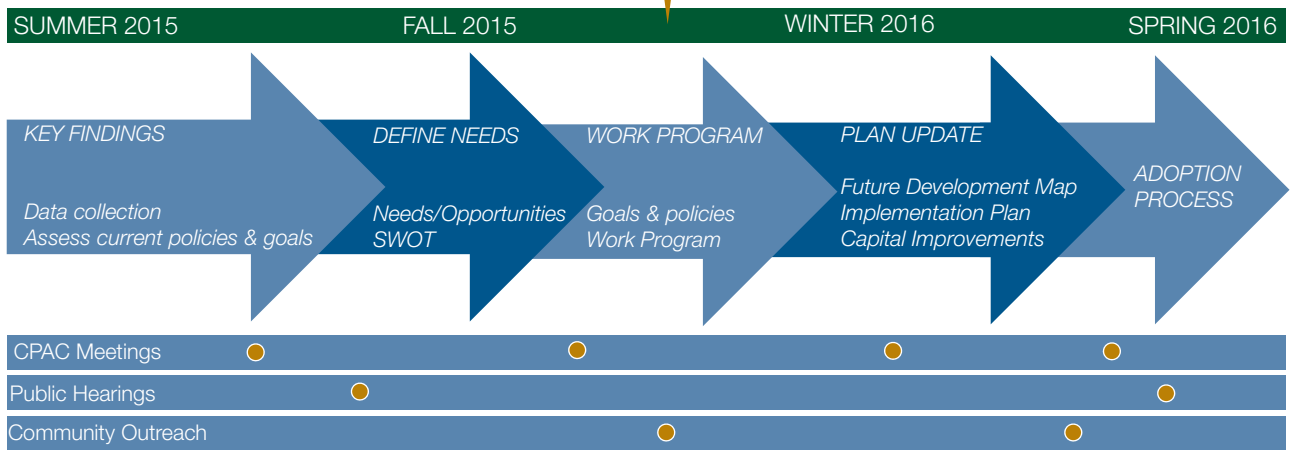 SUMMER 2015
FALL 2015
WINTER 2016
SPRING 2016
KEY FINDINGS
Data collection
Assess current policies & goals
DEFINE NEEDS
Needs/Opportunities
SWOT
WORK PROGRAM
Goals & policies
Work Program
PLAN UPDATE
Future Development Map
Implementation Plan
Capital Improvements
ADOPTION
PROCESS
CPAC Meetings
Public Hearings
Community Outreach